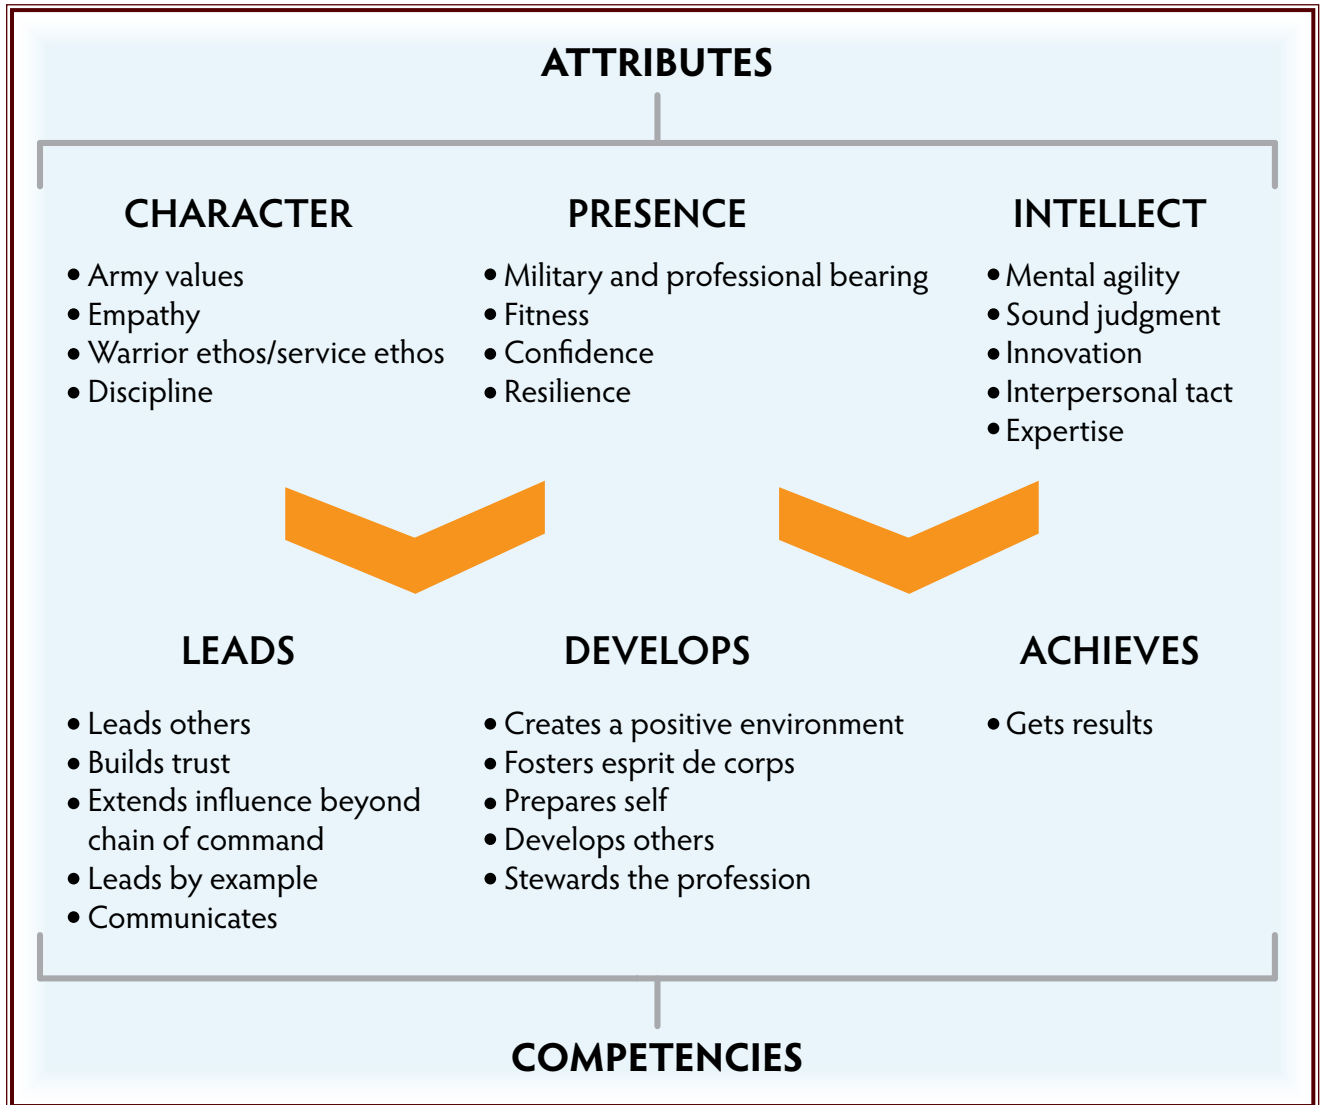 ATTRIBUTES
CHARACTER
• Army values
• Empathy
• Warrior ethos/service ethos
• Discipline
PRESENCE
• Military and professional bearing
• Fitness
• Confidence
• Resilience
INTELLECT
• Mental agility
• Sound judgment
• Innovation
• Interpersonal tact
• Expertise
LEADS
• Leads others
• Builds trust
• Extends influence beyond
chain of command
• Leads by example
• Communicates
DEVELOPS
• Creates a positive environment
• Fosters esprit de corps
• Prepares self
• Develops others
• Stewards the profession
ACHIEVES
• Gets results
COMPETENCIES